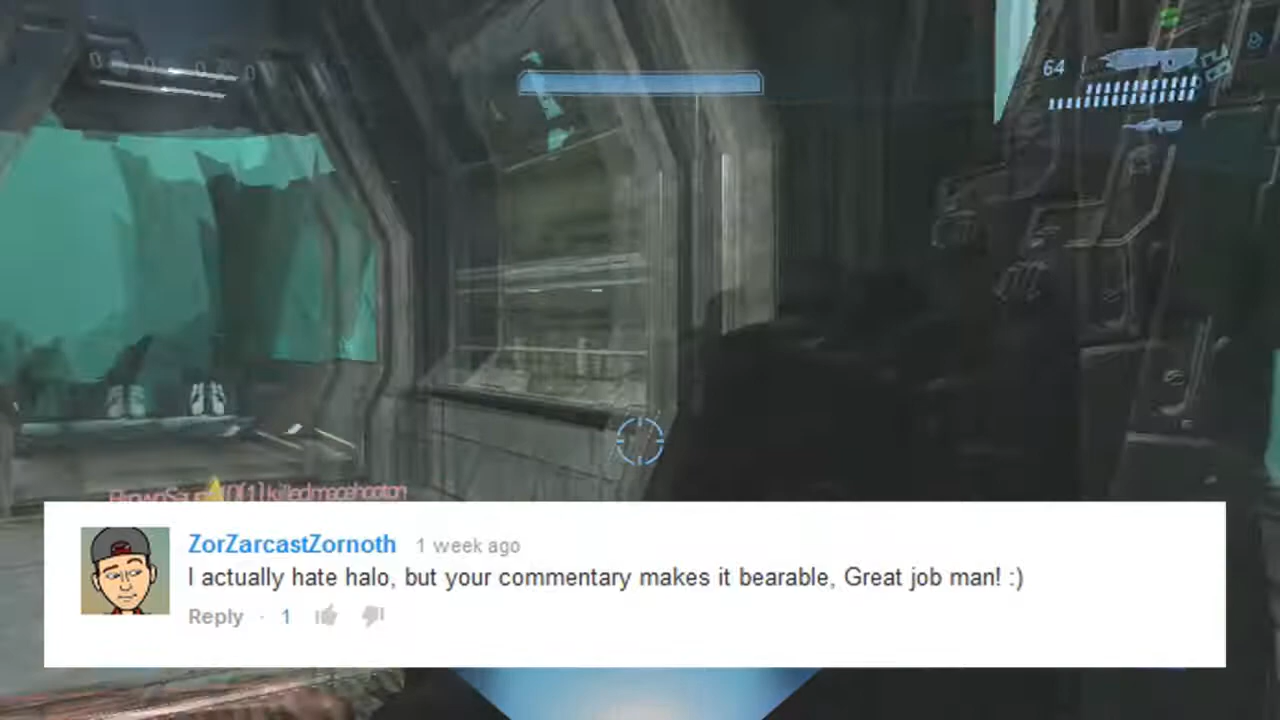 64
ZorZarcastZornoth 1 week ago
I actually hate halo, but your commentary makes it bearable, Great job man! :)
Reply · 1